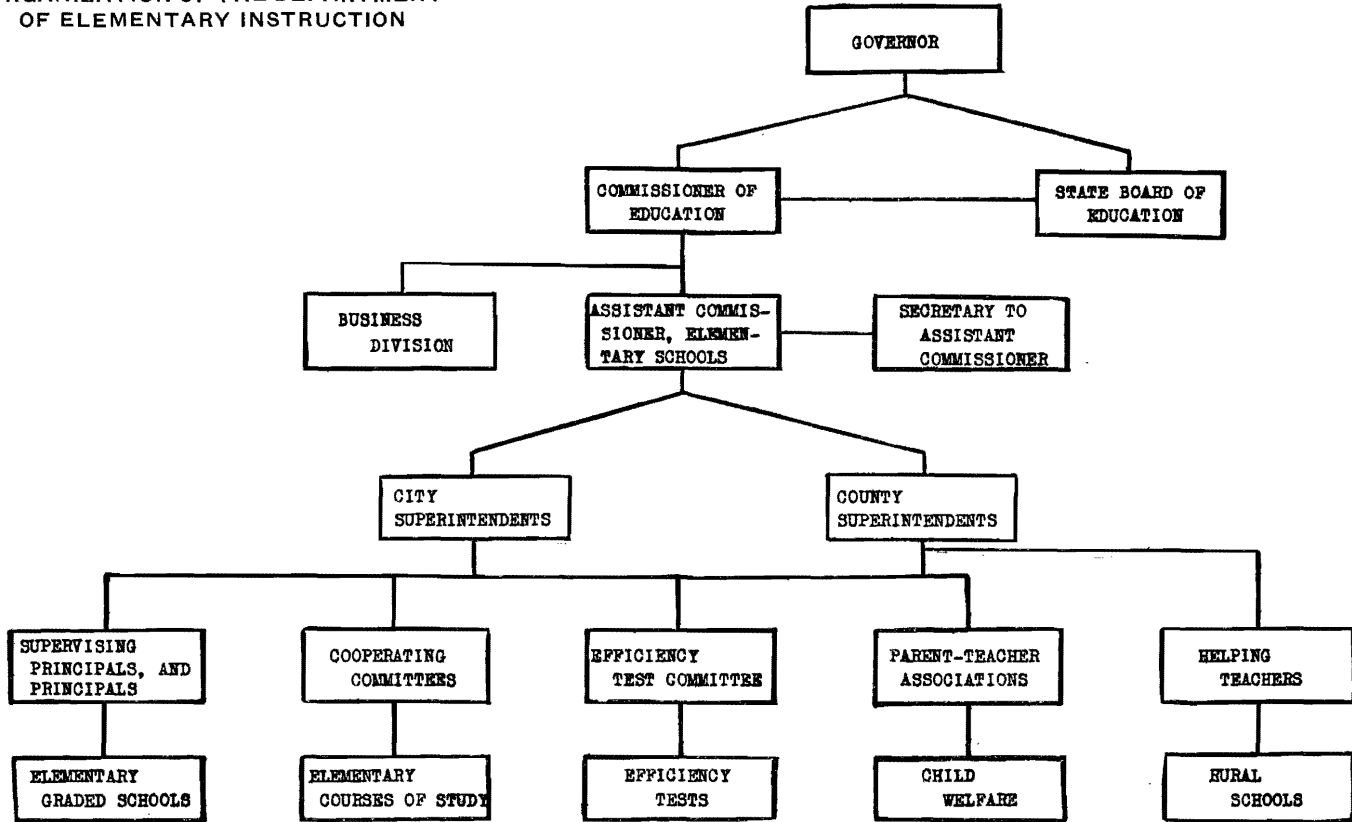 OF ELEMENTARY INSTRUCTION
GOVERNOR
COMMISSIONER OF
EDUCATION
STATE BOARD OF
EDUCATION
BUSINESS
DIVISION
ASSISTANT COMMIS-
SIONER, ELEMEN-
TARY SCHOOLS
SECRETARY TO
ASSISTANT
COMMISSIONER
CITY
SUPERINTENDENTS
COUNTY
SUPERINTENDENTS
SUPERVISING
PRINCIPALS, AND
PRINCIPALS
COOPERATING
COMMITTEES
EFFICIENCY
TEST COMMITTEE
PARENT-TEACHER
ASSOCIATIONS
HELPING
TEACHERS
ELEMENTARY
GRADED SCHOOLS
ELEMENTARY
COURSES OF STUDY
EFFICIENCY
TESTS
CHILD
WELFARE
RURAL
SCHOOLS